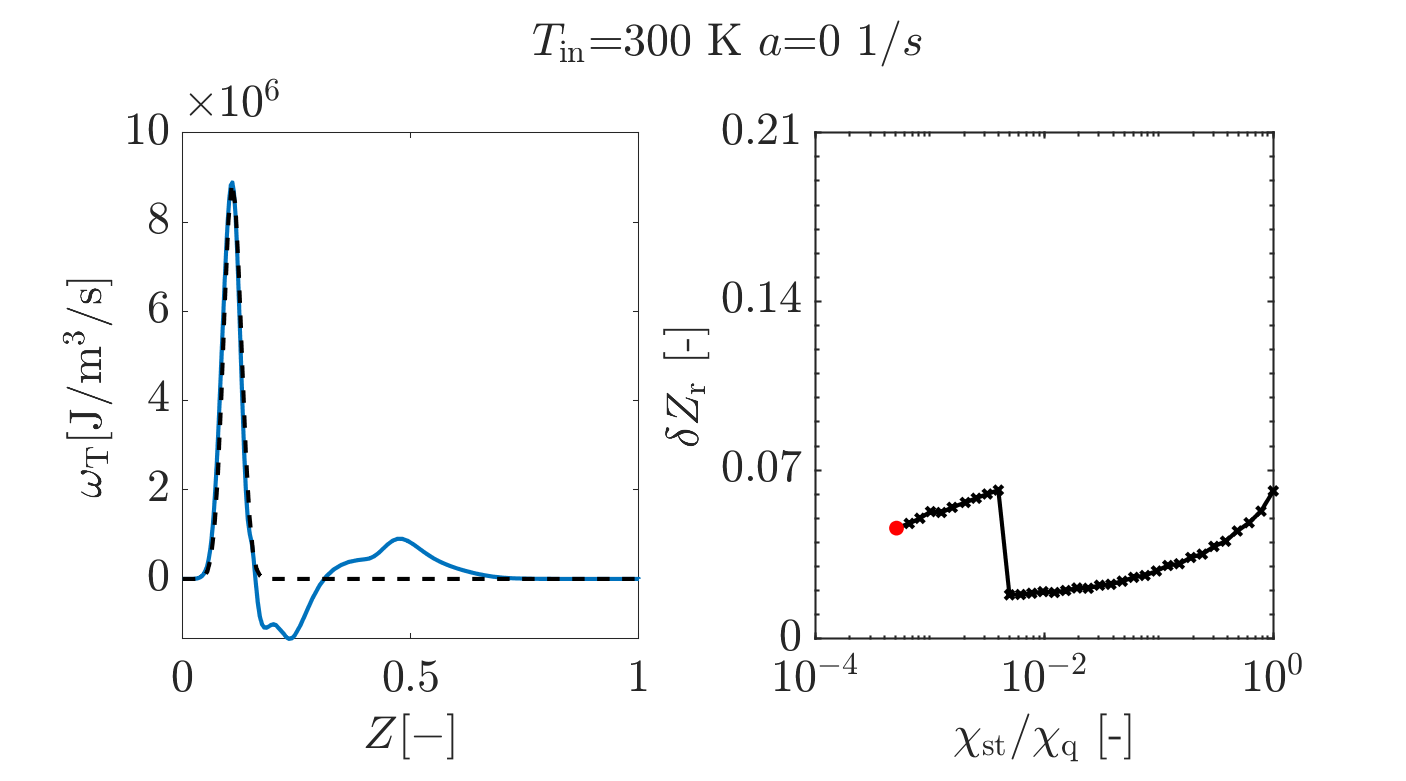 T_in=300 K a=0 1/s
×10^6
10
8
6
4
2
0
ω_T[J/m^3/s]
0 0.5 1
Z[−]
0.21
0.14
0.07
0
δZ_r [-]
10^−4 10^−2 10^0
χ_st/χ_q [-]